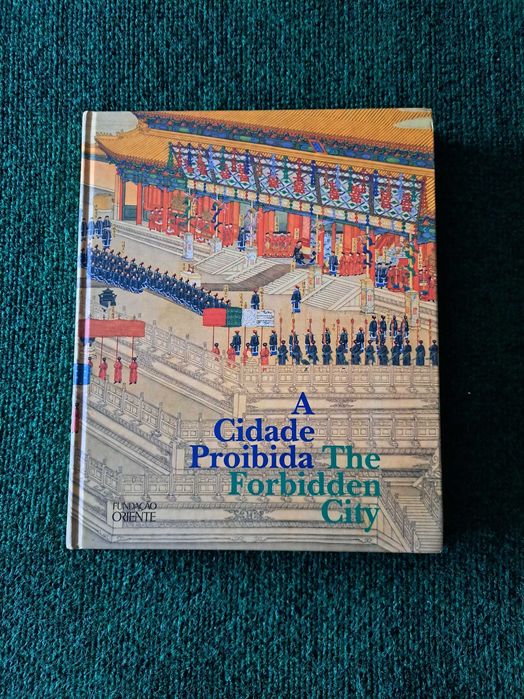 A
Cidade
Proibida The
Forbidden
City
FUNDAÇÃO
ORIENTE